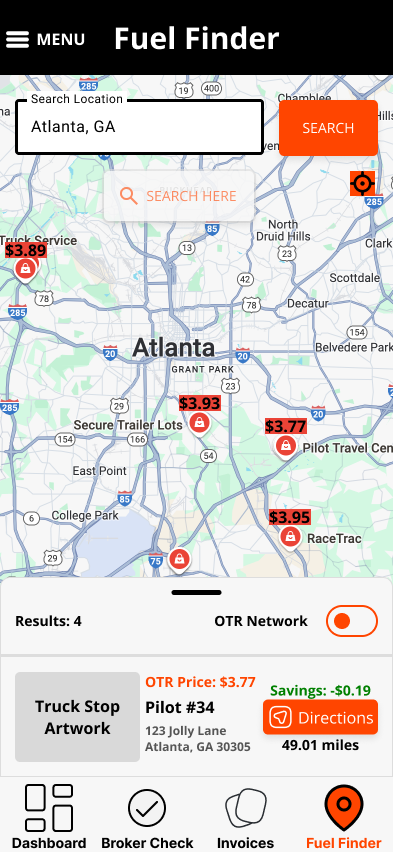 MENU
Fuel Finder
Search Location
Atlanta, GA
SEARCH
SEARCH HERE
285
19
400
Chamblee
85
285
North
Druid Hills
Clark
13
23
Truck Service
$3.89
78
42
78
Scottdale
Decatur
285
154
Atlanta
20
20
Belvedere Park
GRANT PARK
23
285
29
$3.93
20
Secure Trailer Lots
$3.77
154
166
54
Pilot Travel Cen
East Point
85
6
College Park
$3.95
RaceTrac
29
75
Results: 4
OTR Network
Truck Stop
Artwork
OTR Price: $3.77
Pilot #34
123 Jolly Lane
Atlanta, GA 30305
Savings: -$0.19
Directions
49.01 miles
Dashboard
Broker Check
Invoices
Fuel Finder